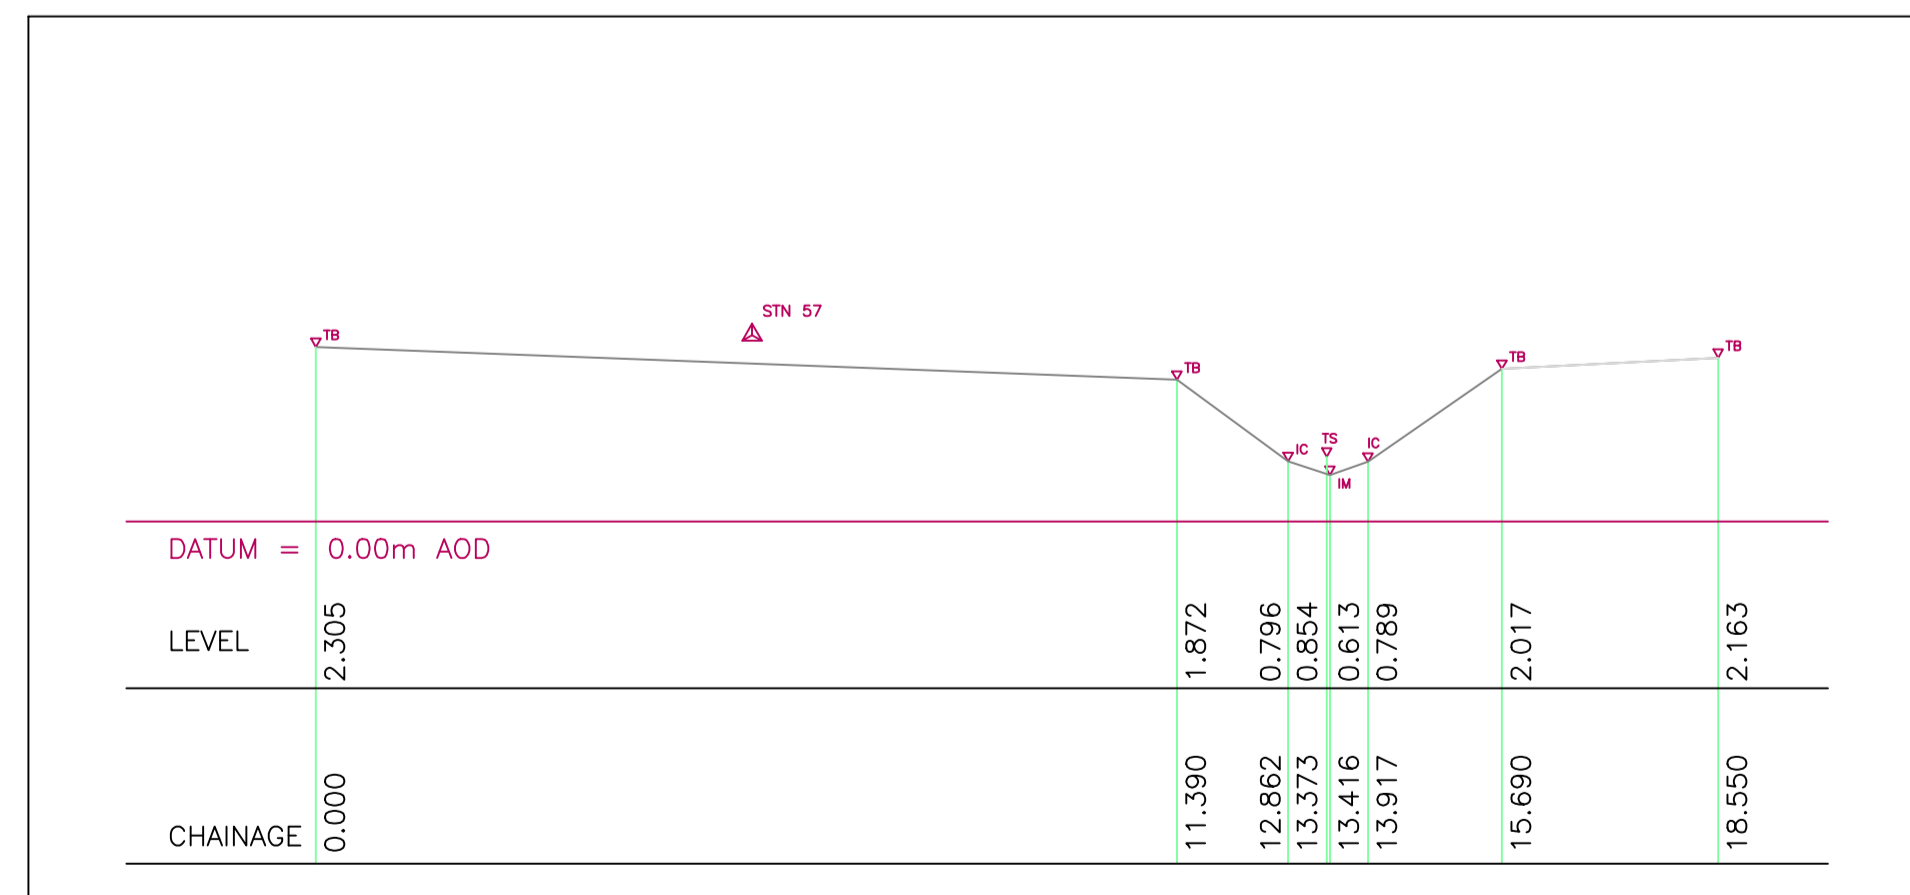 STN 57
TB
TB
TB
TB
IC
TS
IC
IM
DATUM = 0.00m AOD
LEVEL
2.305
1.872
0.796
0.854
0.613
0.789
2.017
2.163
CHAINAGE
0.000
11.390
12.862
13.373
13.416
13.917
15.690
18.550